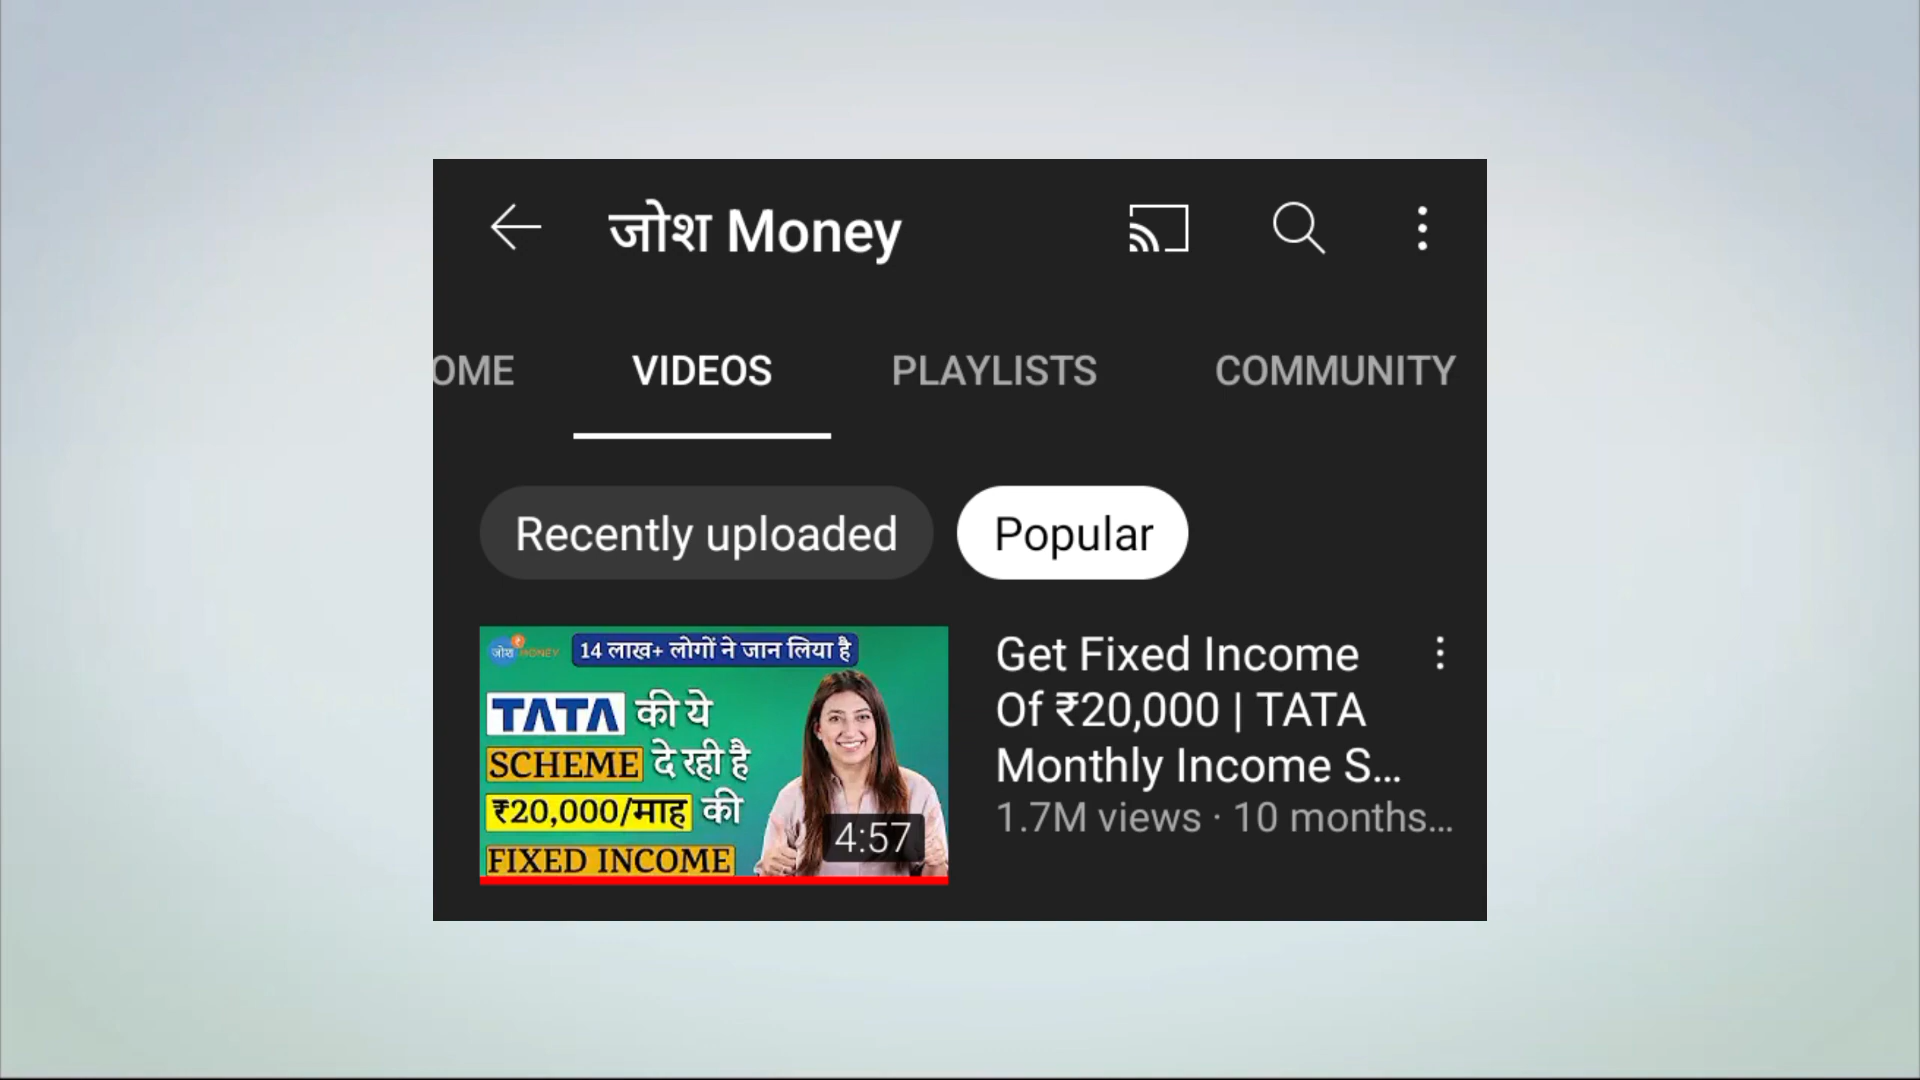 जोश Money
OME VIDEOS PLAYLISTS COMMUNITY
Recently uploaded Popular
जोश MONEY
14 लाख+ लोगों ने जान लिया है
TATA की ये
SCHEME दे रही है
₹20,000/माह की
FIXED INCOME
4:57
Get Fixed Income
Of ₹20,000 | TATA
Monthly Income S...
1.7M views · 10 months...